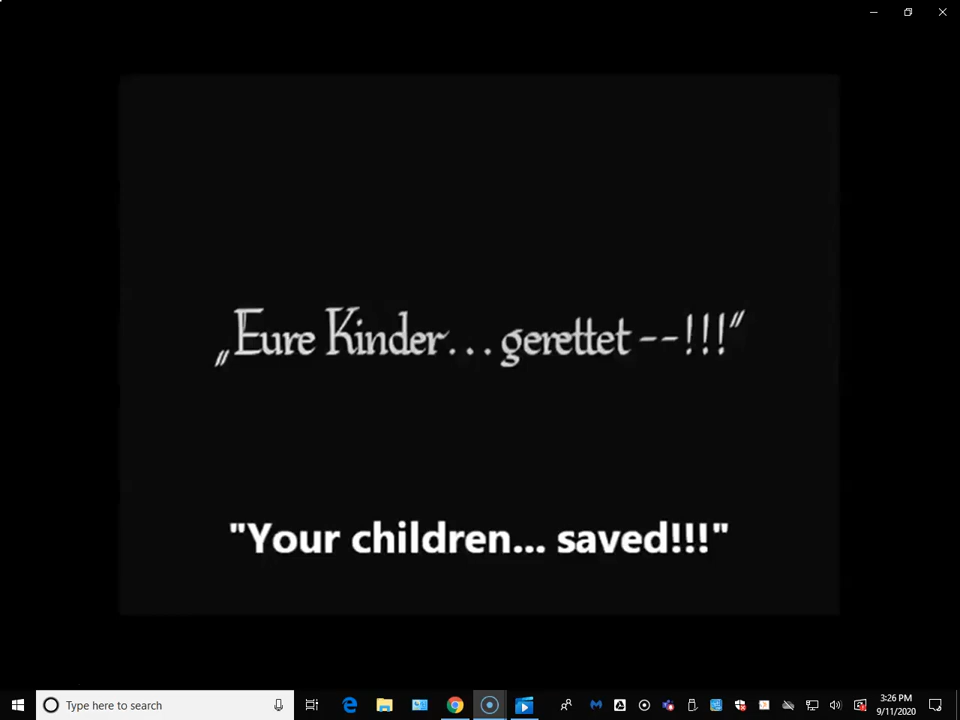 „Eure Kinder... gerettet --!!!"
"Your children... saved!!!"
Type here to search
3:26 PM
9/11/2020